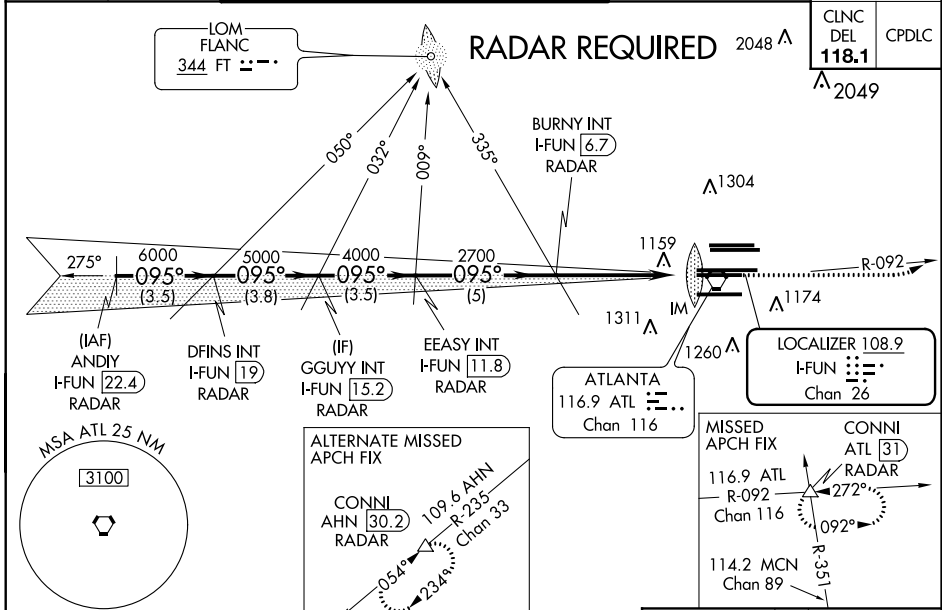 LOM
FLANC
344 FT
RADAR REQUIRED
2048
CLNC
DEL
118.1
CPDLC
2049
050°
032°
009°
335°
BURNY INT
I-FUN 6.7
RADAR
1304
1159
275°
6000
095°
(3.5)
5000
095°
(3.8)
4000
095°
(3.5)
2700
095°
(5)
R-092
1174
IM
1311
1260
(IAF)
ANDIY
I-FUN 22.4
RADAR
DFINS INT
I-FUN 19
RADAR
(IF)
GGUYY INT
I-FUN 15.2
RADAR
EEASY INT
I-FUN 11.8
RADAR
ATLANTA
116.9 ATL
Chan 116
LOCALIZER 108.9
I-FUN
Chan 26
MSA ATL 25 NM
3100
ALTERNATE MISSED
APCH FIX
CONNI
AHN 30.2
RADAR
109.6 AHN
R-235
Chan 33
054°
234°
MISSED
APCH FIX
CONNI
ATL 31
RADAR
116.9 ATL
R-092
Chan 116
272°
092°
R-351
114.2 MCN
Chan 89